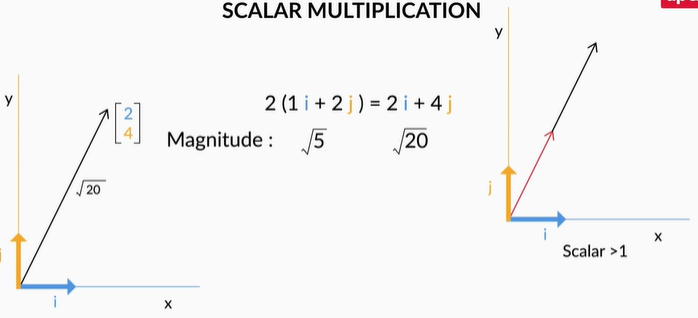 SCALAR MULTIPLICATION
y
2
4
√20
i
x
2 (1 i + 2 j ) = 2 i + 4 j
Magnitude : √5 √20
y
j
i
x
Scalar >1